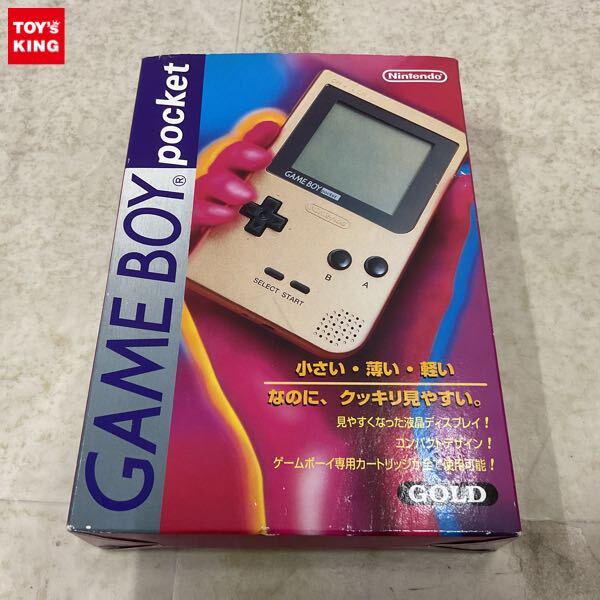 TOY's
KING
GAME BOY® pocket
Nintendo
GAME BOY pocket
Nintendo
B A
SELECT START
小さい・薄い・軽い
なのに、クッキリ見やすい。
見やすくなった液晶ディスプレイ!
コンパクトデザイン!
ゲームボーイ専用カートリッジが全て使用可能!
GOLD